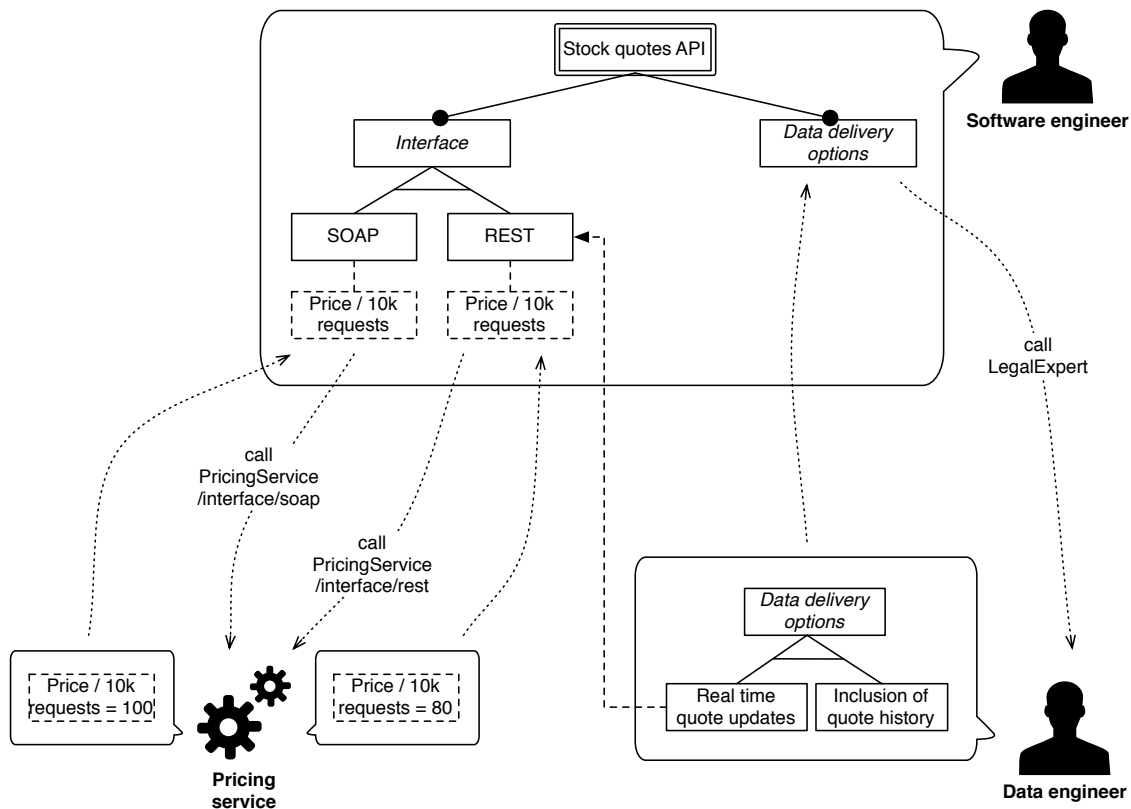 Stock quotes API
Software engineer
Interface
Data delivery
options
SOAP
REST
Price / 10k
requests
Price / 10k
requests
call
LegalExpert
call
PricingService
/interface/soap
call
PricingService
/interface/rest
Data delivery
options
Price / 10k
requests = 100
Price / 10k
requests = 80
Real time
quote updates
Inclusion of
quote history
Pricing
service
Data engineer